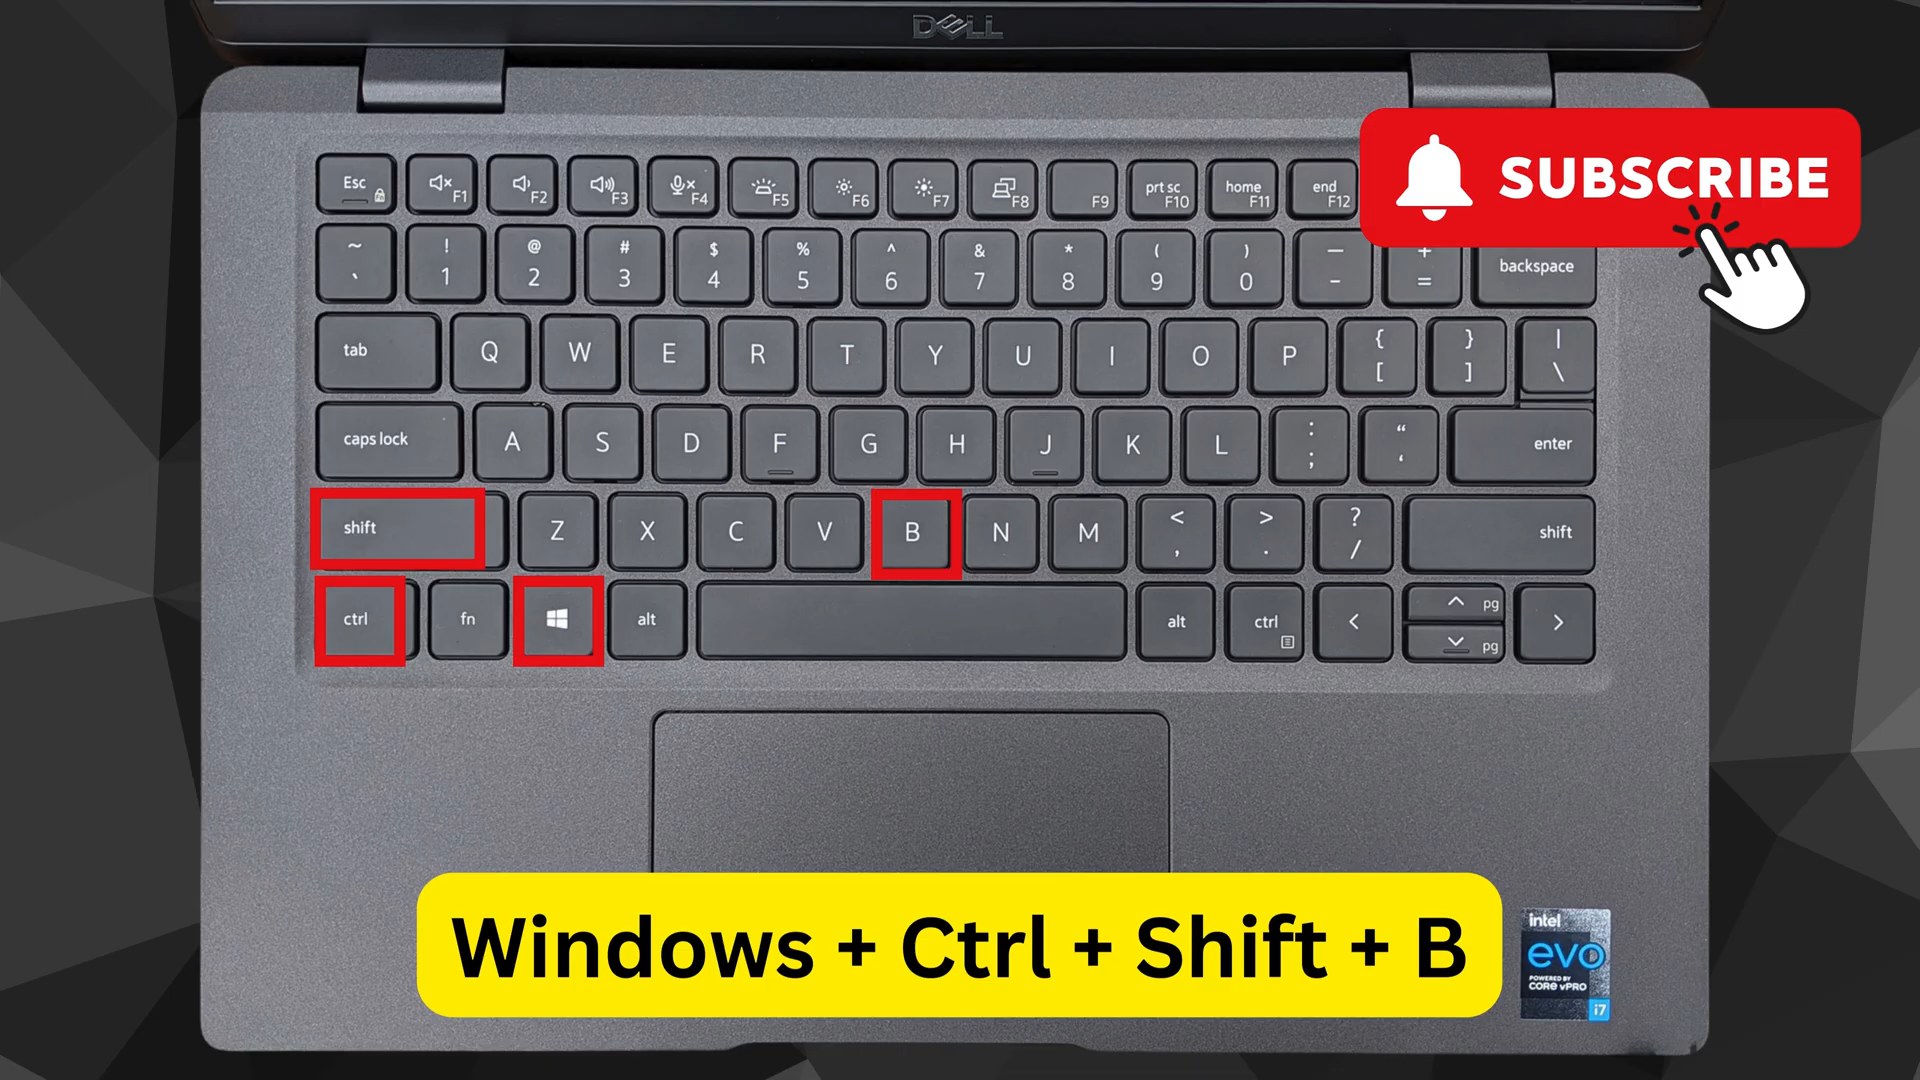 DELL
SUBSCRIBE
Esc F1 F2 F3 F4 F5 F6 F7 F8 F9 prt sc F10 home F11 end F12
~ ` ! 1 @ 2 # 3 $ 4 % 5 ^ 6 & 7 * 8 ( 9 ) 0 — - + = backspace
tab Q W E R T Y U I O P { [ } ] | \
caps lock A S D F G H J K L : ; “ ‘ enter
shift Z X C V B N M < , > . ? / shift
ctrl fn alt alt ctrl < pg pg >
Windows + Ctrl + Shift + B
intel
evo
POWERED BY
CORE vPRO
i7